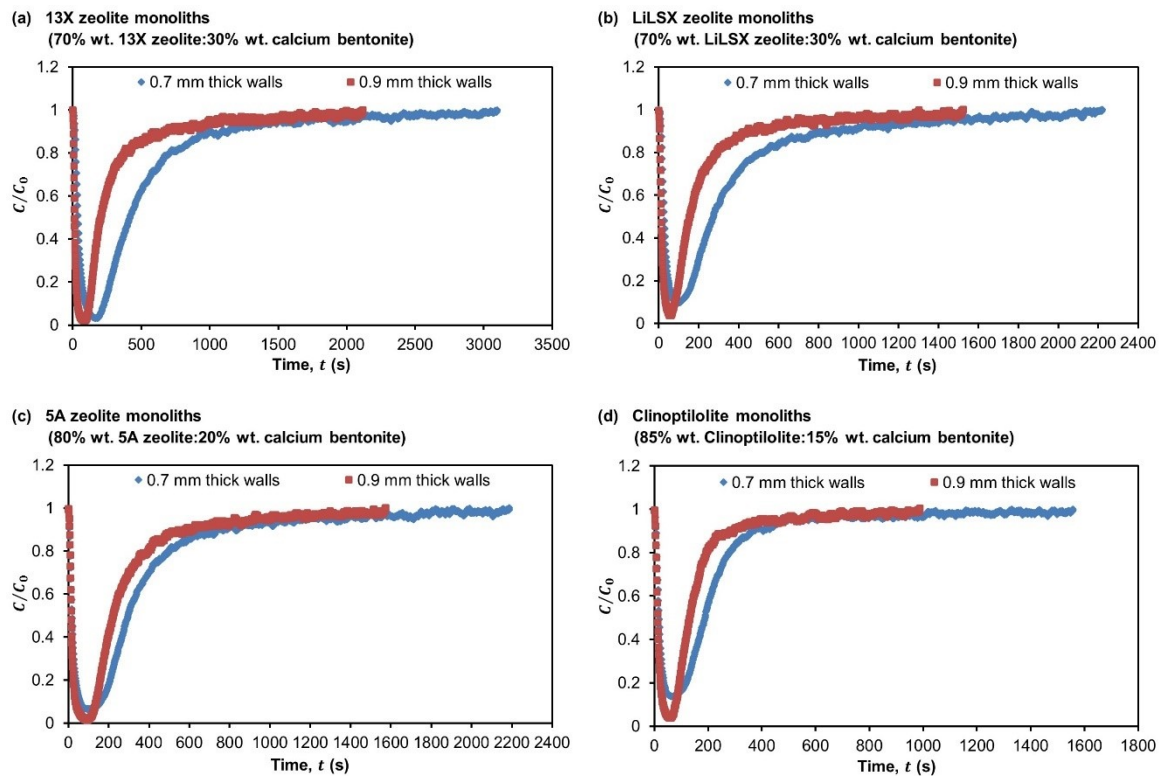 (a) 13X zeolite monoliths
(70% wt. 13X zeolite:30% wt. calcium bentonite)
1.2
1
0.8
0.6
0.4
0.2
0
C/C₀
0.7 mm thick walls
0.9 mm thick walls
0 500 1000 1500 2000 2500 3000 3500
Time, t (s)
(b) LiLSX zeolite monoliths
(70% wt. LiLSX zeolite:30% wt. calcium bentonite)
1.2
1
0.8
0.6
0.4
0.2
0
C/C₀
0.7 mm thick walls
0.9 mm thick walls
0 200 400 600 800 1000 1200 1400 1600 1800 2000 2200 2400
Time, t (s)
(c) 5A zeolite monoliths
(80% wt. 5A zeolite:20% wt. calcium bentonite)
1.2
1
0.8
0.6
0.4
0.2
0
C/C₀
0.7 mm thick walls
0.9 mm thick walls
0 200 400 600 800 1000 1200 1400 1600 1800 2000 2200 2400
Time, t (s)
(d) Clinoptilolite monoliths
(85% wt. Clinoptilolite:15% wt. calcium bentonite)
1.2
1
0.8
0.6
0.4
0.2
0
C/C₀
0.7 mm thick walls
0.9 mm thick walls
0 200 400 600 800 1000 1200 1400 1600 1800
Time, t (s)